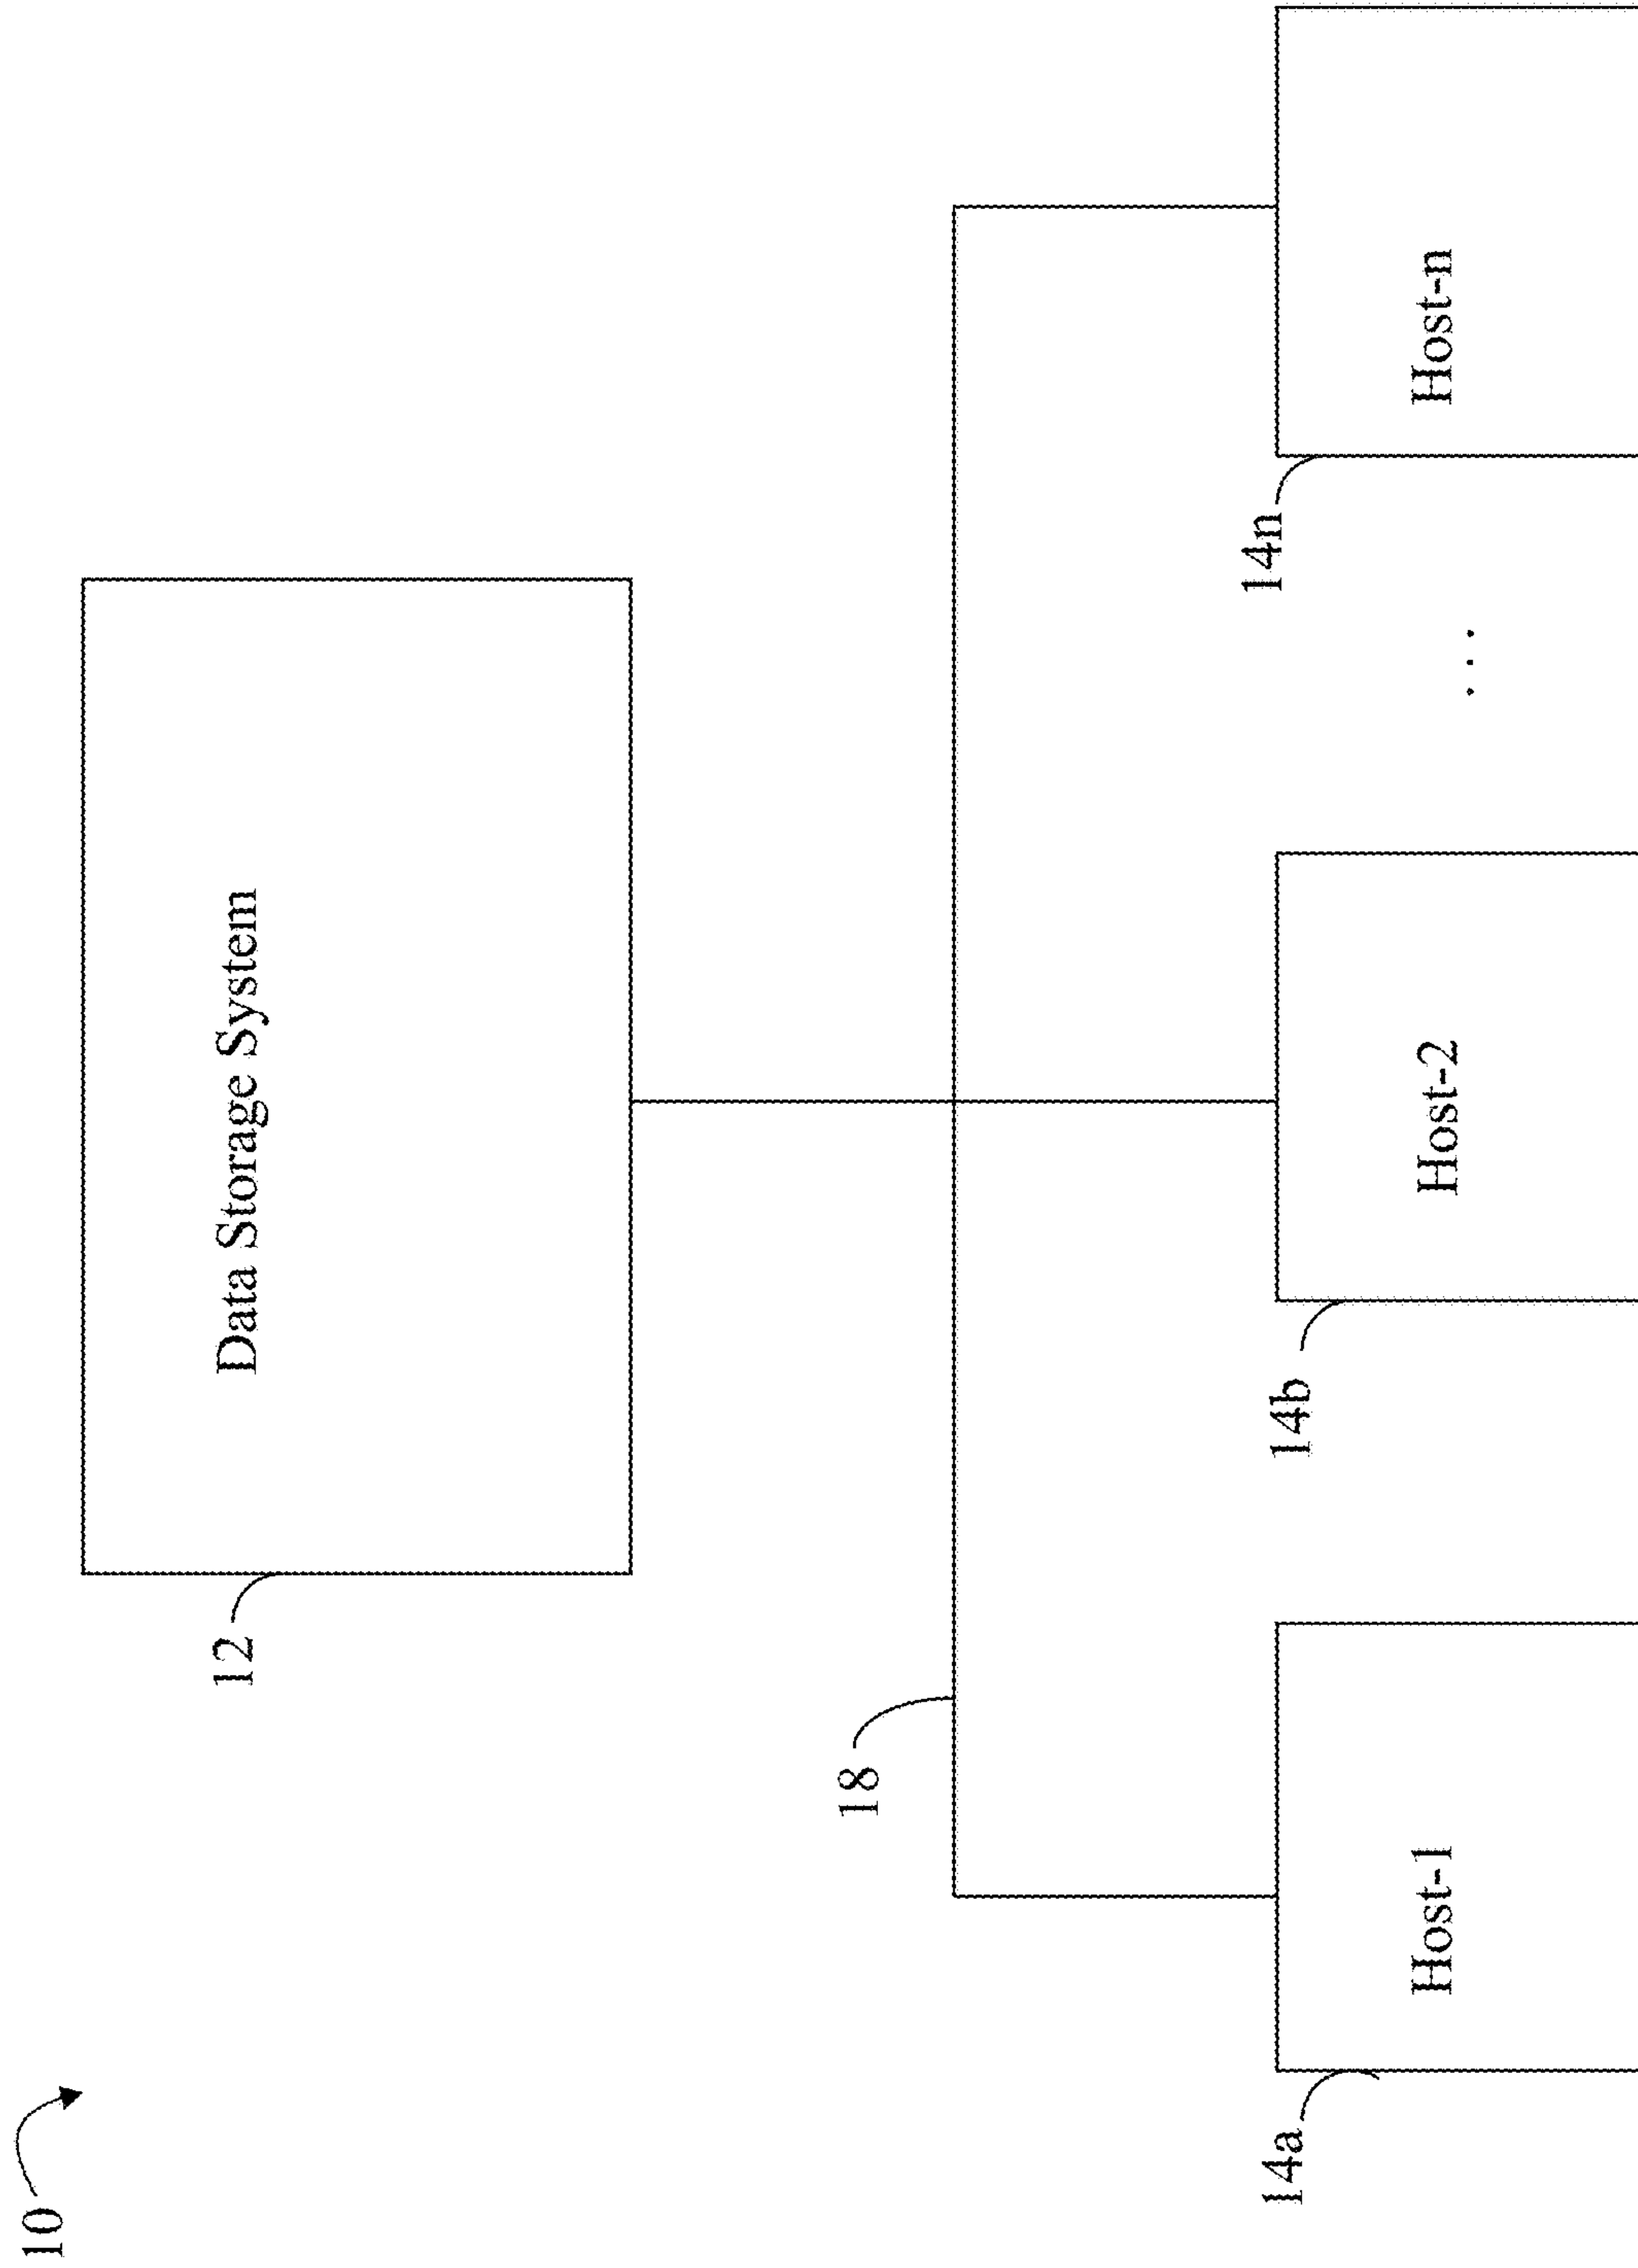 10
12
Data Storage System
18
14a
Host-1
14b
Host-2
...
14n
Host-n